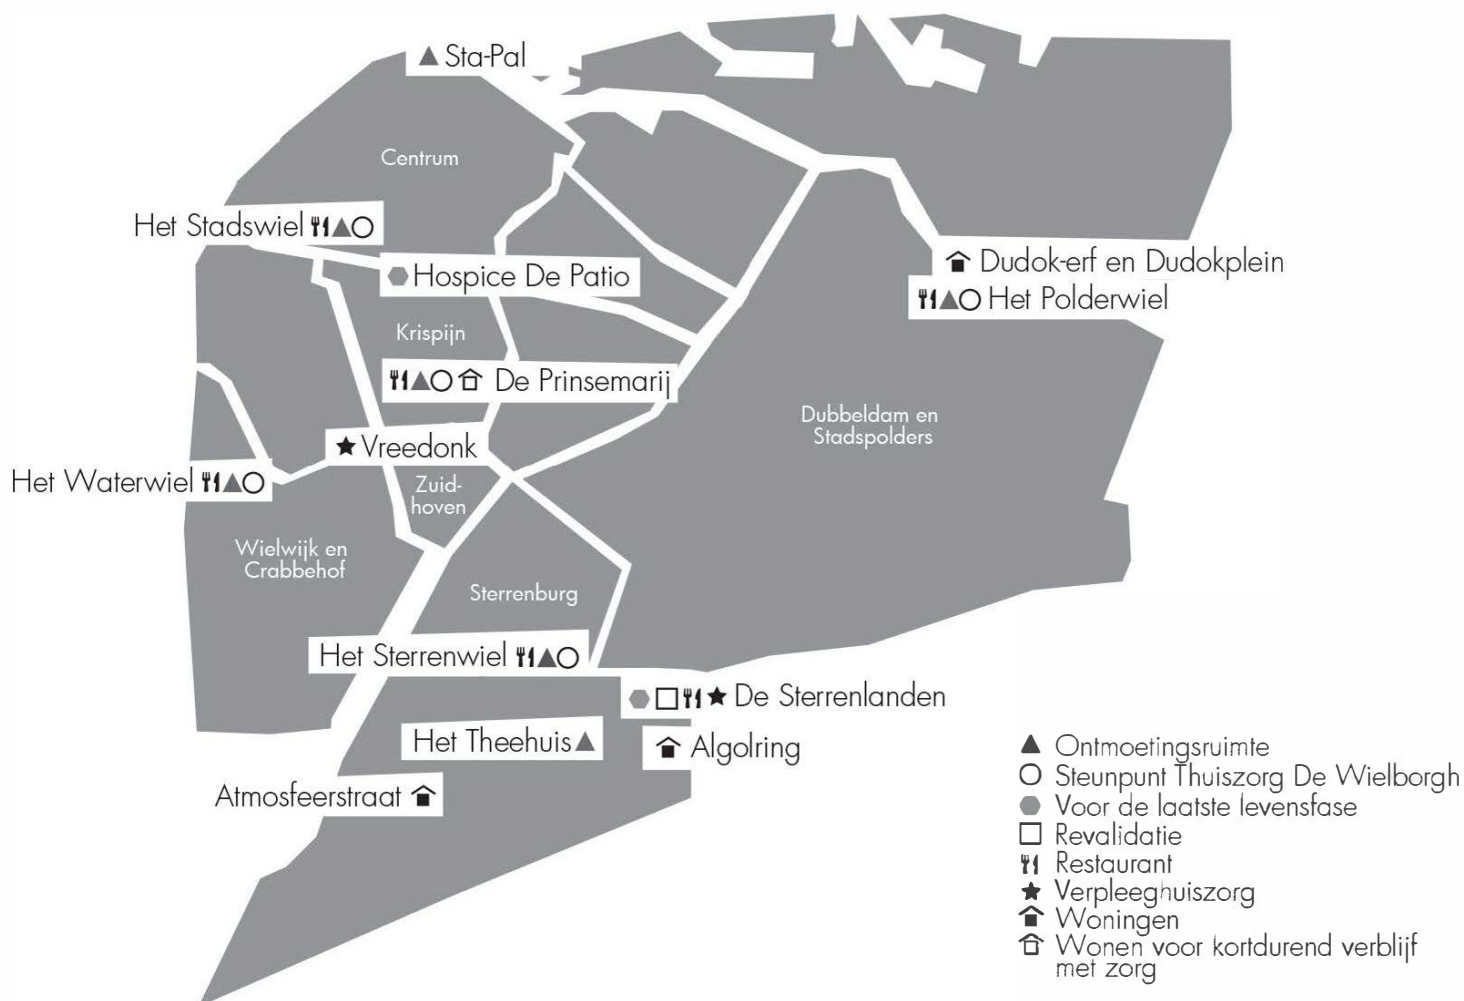 Sta-Pal
Centrum
Het Stadswiel
Hospice De Patio
Dudok-erf en Dudokplein
Het Polderwiel
Krispijn
De Prinsemarij
Dubbeldam en
Stadspolders
Vreedonk
Het Waterwiel
Zuid-
hoven
Wielwijk en
Crabbehof
Sterrenburg
Het Sterrenwiel
De Sterrenlanden
Het Theehuis
Algolring
Atmosfeerstraat
Ontmoetingsruimte
Steunpunt Thuiszorg De Wielborgh
Voor de laatste levensfase
Revalidatie
Restaurant
Verpleeghuiszorg
Woningen
Wonen voor kortdurend verblijf
met zorg